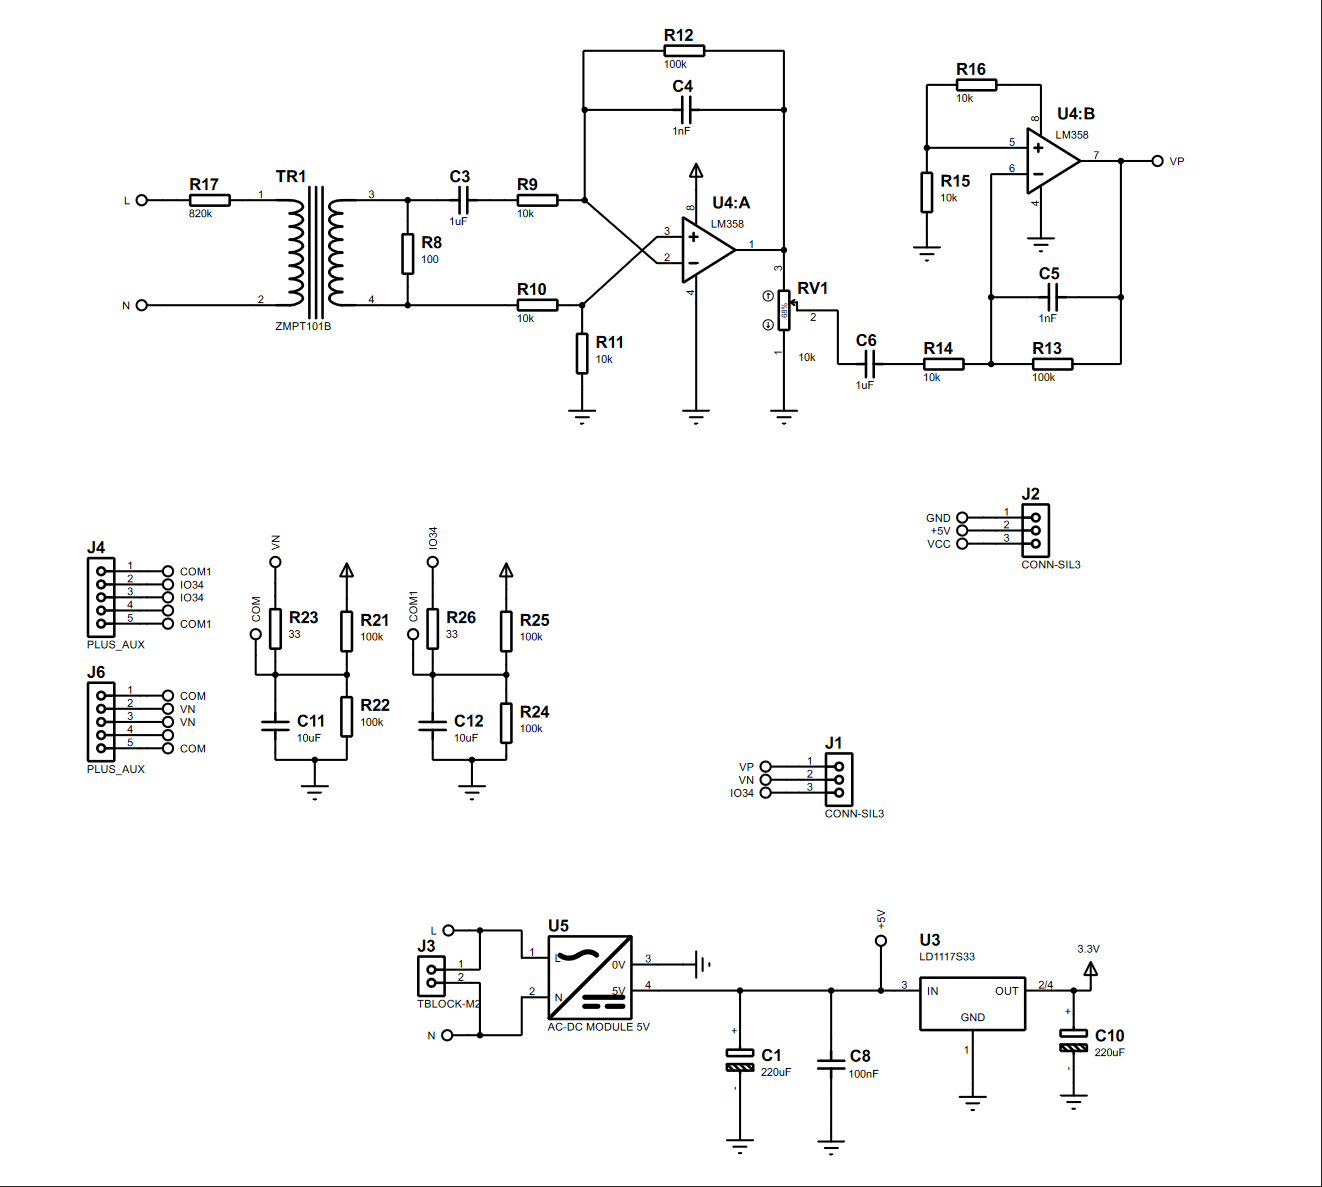 R12
100k
C4
1nF
R16
10k
U4:B
LM358
8
5
6
7
4
VP
R15
10k
L
R17
820k
1
TR1
3
C3
1uF
R9
10k
8
U4:A
LM358
3
2
1
4
R8
100
N
2
4
ZMPT101B
R10
10k
R11
10k
3
RV1
68%
2
1
10k
C5
1nF
C6
1uF
R14
10k
R13
100k
J2
GND 1
+5V 2
VCC 3
CONN-SIL3
J4
1 COM1
2 IO34
3 IO34
4
5 COM1
PLUS_AUX
J6
1 COM
2 VN
3 VN
4
5 COM
PLUS_AUX
VN
COM
R23
33
R21
100k
C11
10uF
R22
100k
IO34
COM1
R26
33
R25
100k
C12
10uF
R24
100k
J1
VP 1
VN 2
IO34 3
CONN-SIL3
L
J3
1
2
TBLOCK-M2
N
U5
1
L
0V
3
2
N
5V
4
AC-DC MODULE 5V
+
C1
220uF
-
C8
100nF
+5V
U3
LD1117S33
3
IN
OUT
2/4
GND
1
3.3V
+
C10
220uF
-